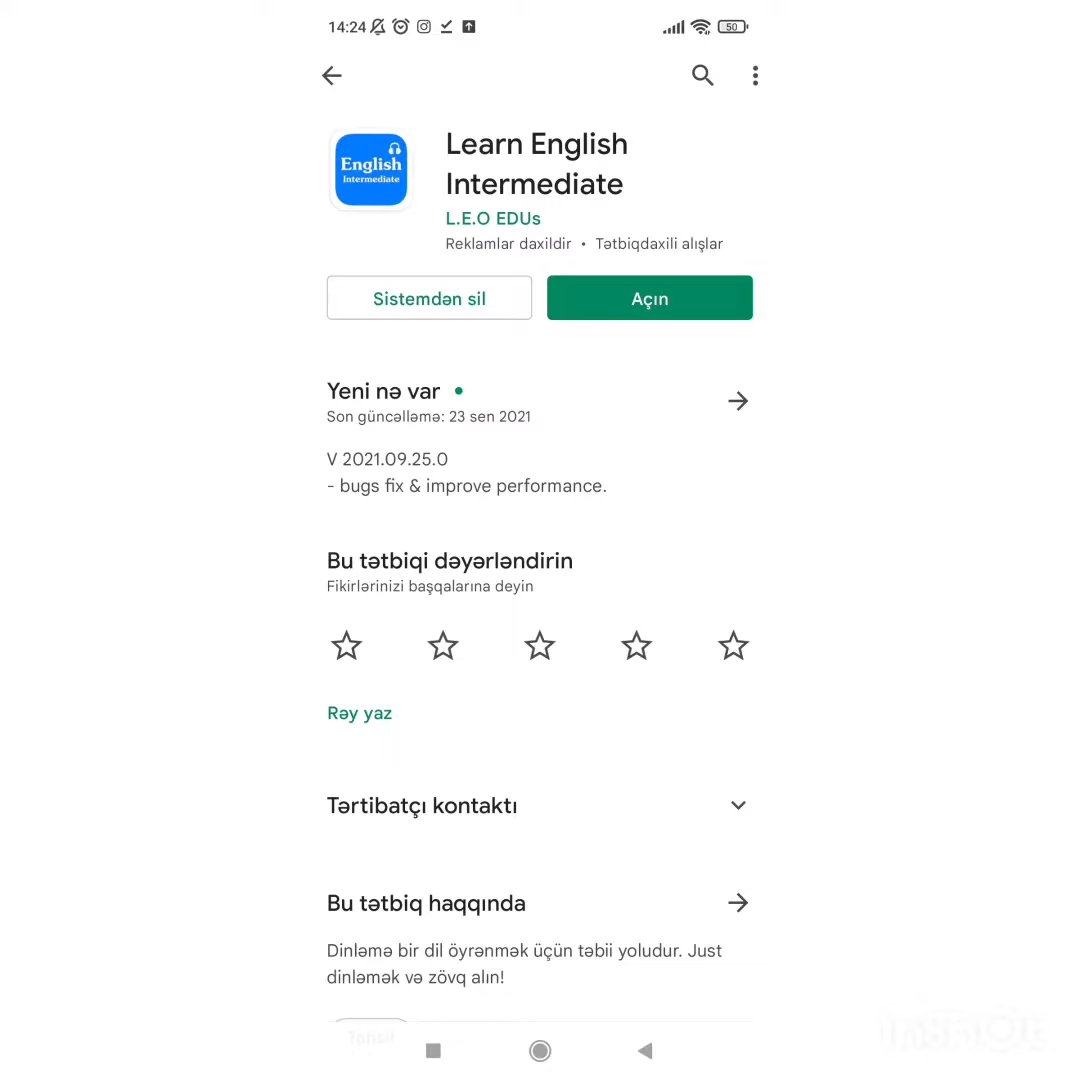 14:24
50
English
Intermediate
Learn English
Intermediate
L.E.O EDUs
Reklamlar daxildir • Tətbiqdaxili alışlar
Sistemdən sil
Açın
Yeni nə var
Son güncəlləmə: 23 sen 2021
V 2021.09.25.0
- bugs fix & improve performance.
Bu tətbiqi dəyərləndirin
Fikirlərinizi başqalarına deyin
Rəy yaz
Tərtibatçı kontaktı
Bu tətbiq haqqında
Dinləmə bir dil öyrənmək üçün təbii yoludur. Just
dinləmək və zövq alın!
Təhsil